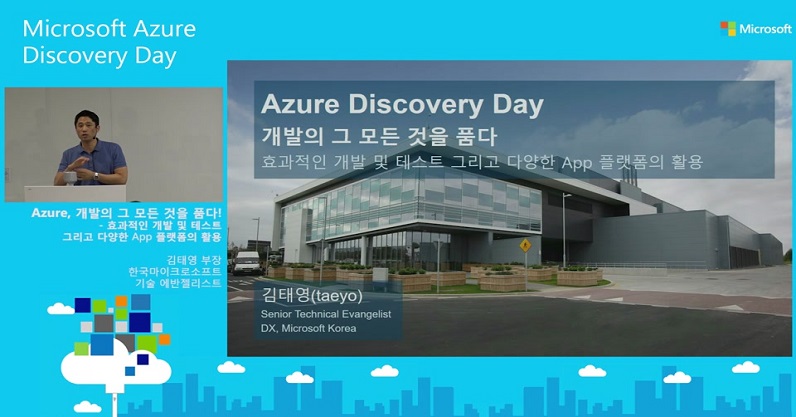 Microsoft Azure
Discovery Day
Microsoft
Azure Discovery Day
개발의 그 모든 것을 품다
효과적인 개발 및 테스트 그리고 다양한 App 플랫폼의 활용
Azure, 개발의 그 모든 것을 품다!
- 효과적인 개발 및 테스트
그리고 다양한 App 플랫폼의 활용
김태영 부장
한국마이크로소프트
기술 에반젤리스트
김태영(taeyo)
Senior Technical Evangelist
DX, Microsoft Korea